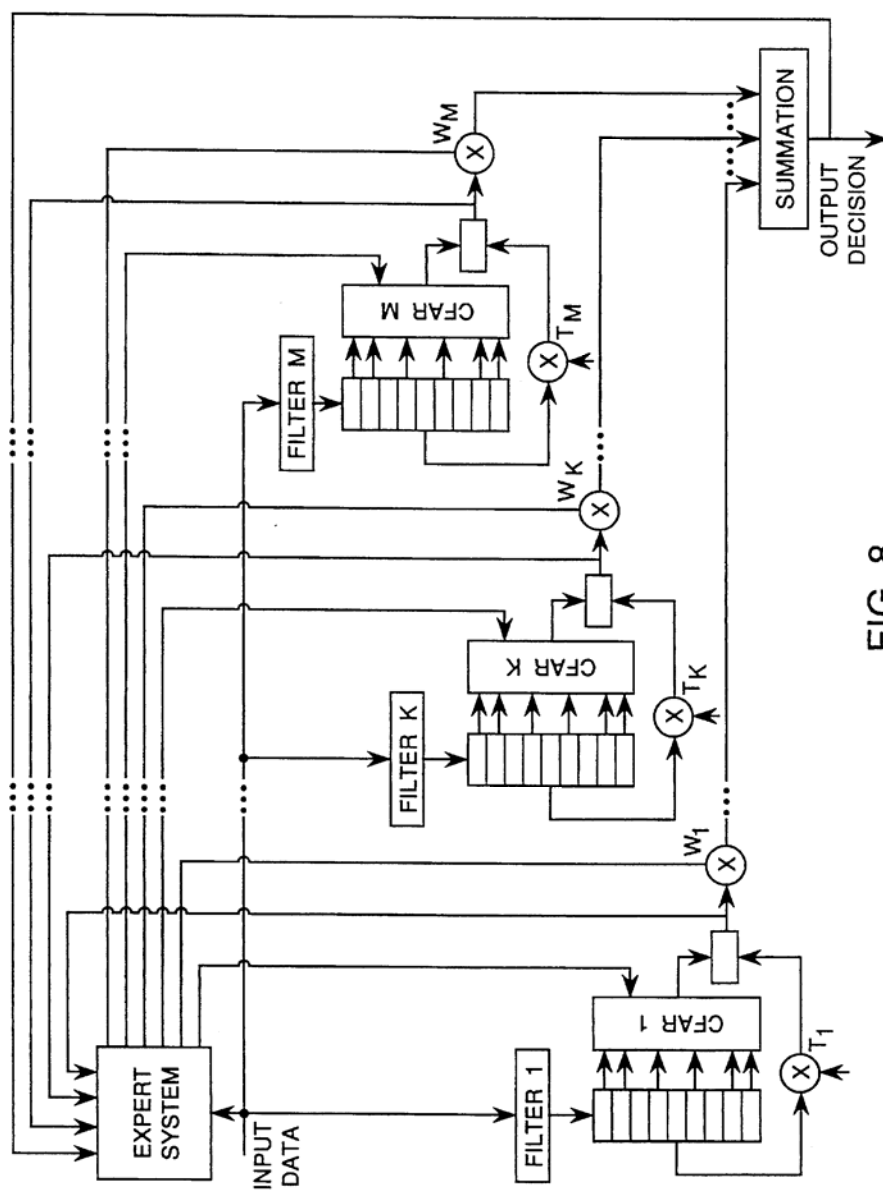 EXPERT
SYSTEM
INPUT
DATA
FILTER 1
CFAR 1
T1
W1
FILTER K
CFAR K
TK
WK
FILTER M
CFAR M
TM
WM
X
X
X
X
X
X
SUMMATION
OUTPUT
DECISION
FIG. 8